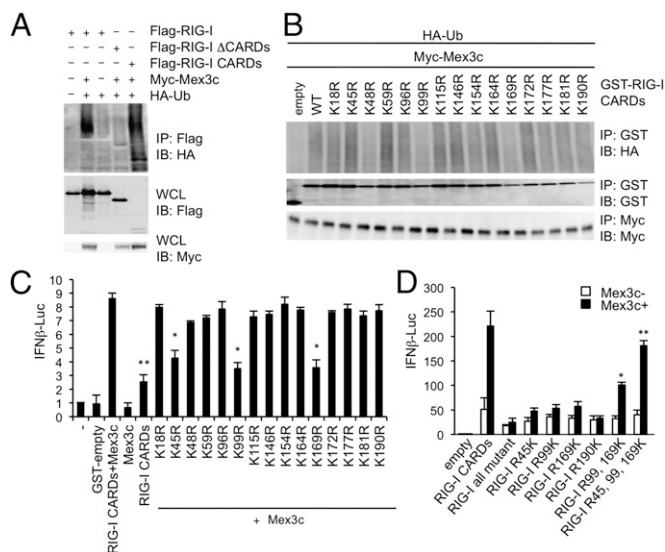 A
+ + + − − Flag-RIG-I
− − − + − Flag-RIG-I ΔCARDs
− − − − + Flag-RIG-I CARDs
− + − + + Myc-Mex3c
− + + + + HA-Ub
IP: Flag
IB: HA
WCL
IB: Flag
WCL
IB: Myc
B
HA-Ub
Myc-Mex3c
empty
WT
K18R
K45R
K48R
K59R
K96R
K99R
K115R
K146R
K154R
K164R
K169R
K172R
K177R
K181R
K190R
GST-RIG-I
CARDs
IP: GST
IB: HA
IP: GST
IB: GST
IP: Myc
IB: Myc
C
IFNβ-Luc
10
9
8
7
6
5
4
3
2
1
0
**
*
*
*
-
GST-empty
RIG-I CARDs+Mex3c
Mex3c
RIG-I CARDs
K18R
K45R
K48R
K59R
K96R
K99R
K115R
K146R
K154R
K164R
K169R
K172R
K177R
K181R
K190R
+ Mex3c
D
Mex3c-
Mex3c+
IFNβ-Luc
300
250
200
150
100
50
0
*
**
empty
RIG-I CARDs
RIG-I all mutant
RIG-I R45K
RIG-I R99K
RIG-I R169K
RIG-I R190K
RIG-I R99, 169K
RIG-I R45, 99, 169K